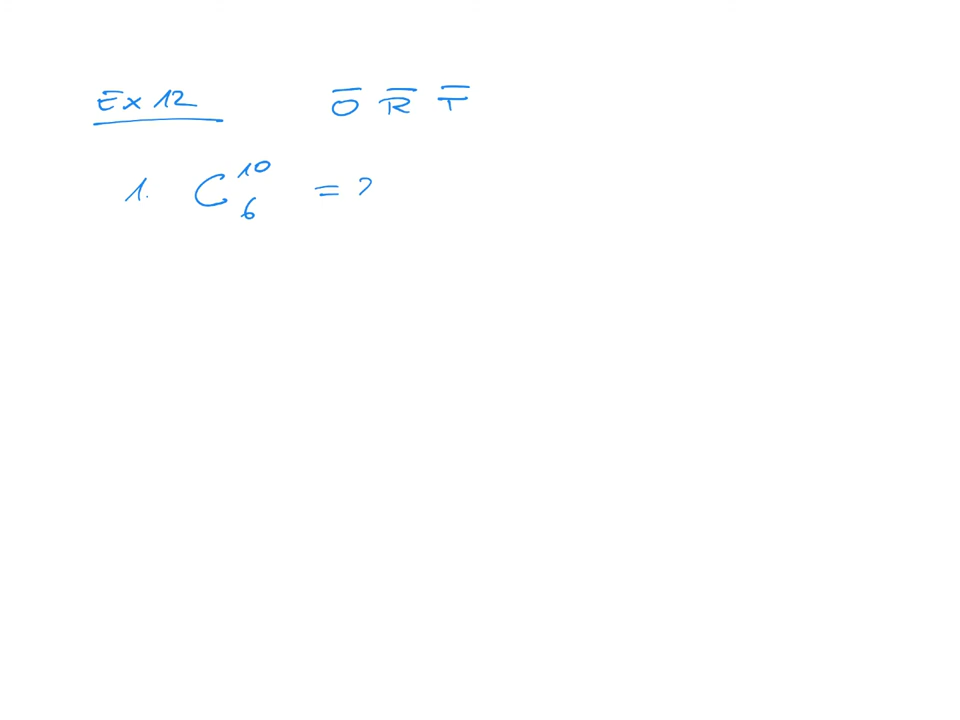 Ex 12 O̅ R̅ T̅
1. C₆¹⁰ = ?